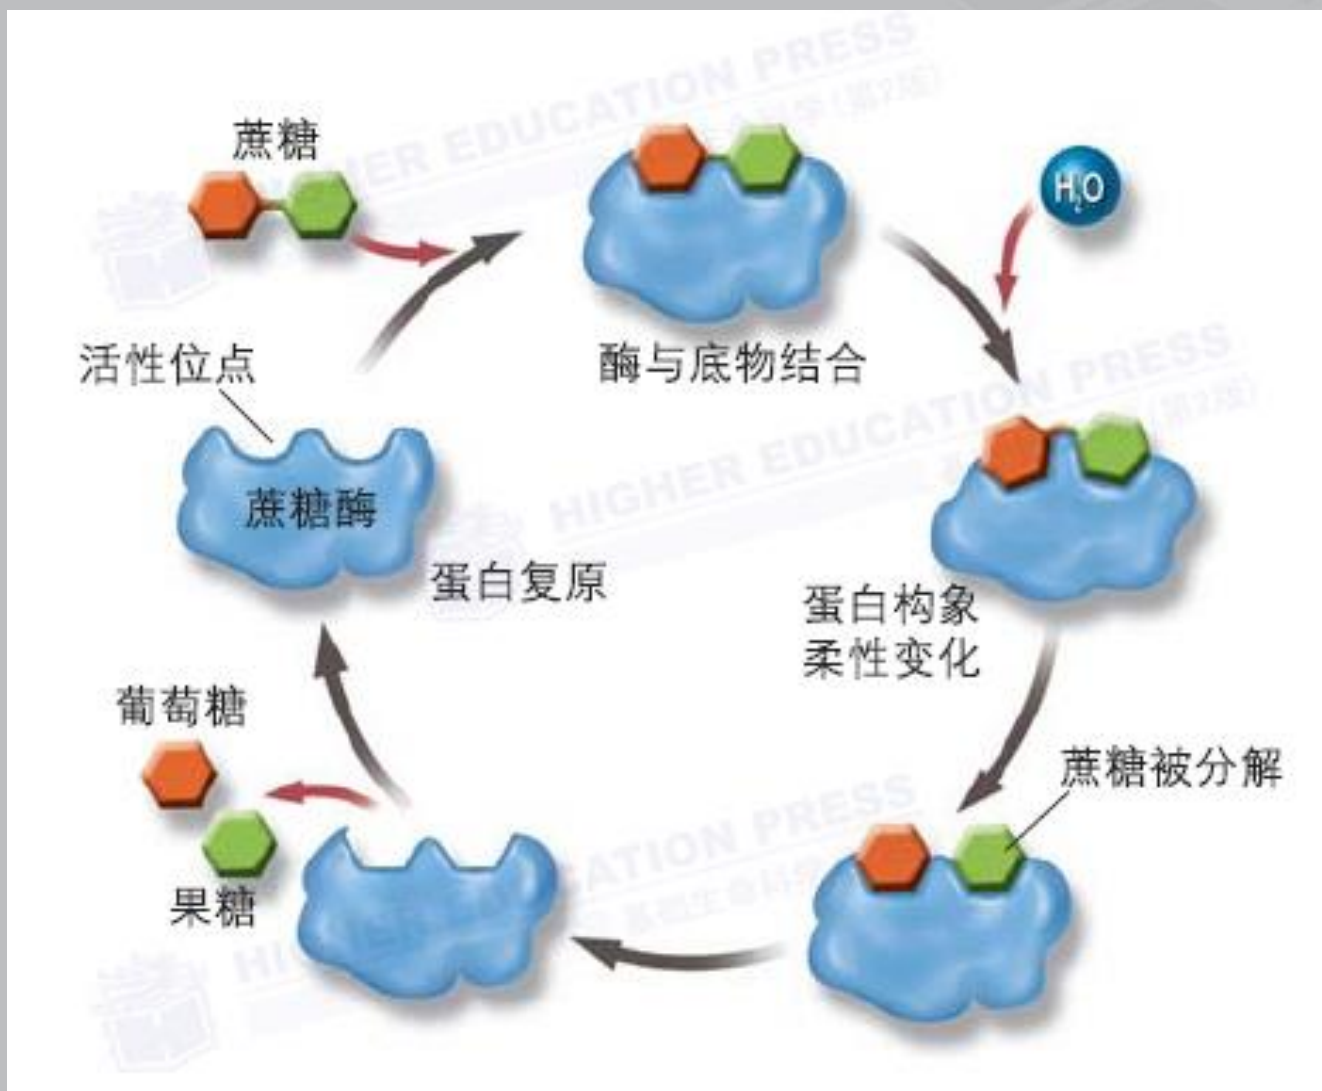 HIGHER EDUCATION PRESS
蔗糖
H₂O
活性位点
酶与底物结合
HIGHER EDUCATION PRESS
蔗糖酶
蛋白复原
蛋白构象
柔性变化
葡萄糖
蔗糖被分解
果糖
HIGHER EDUCATION PRESS